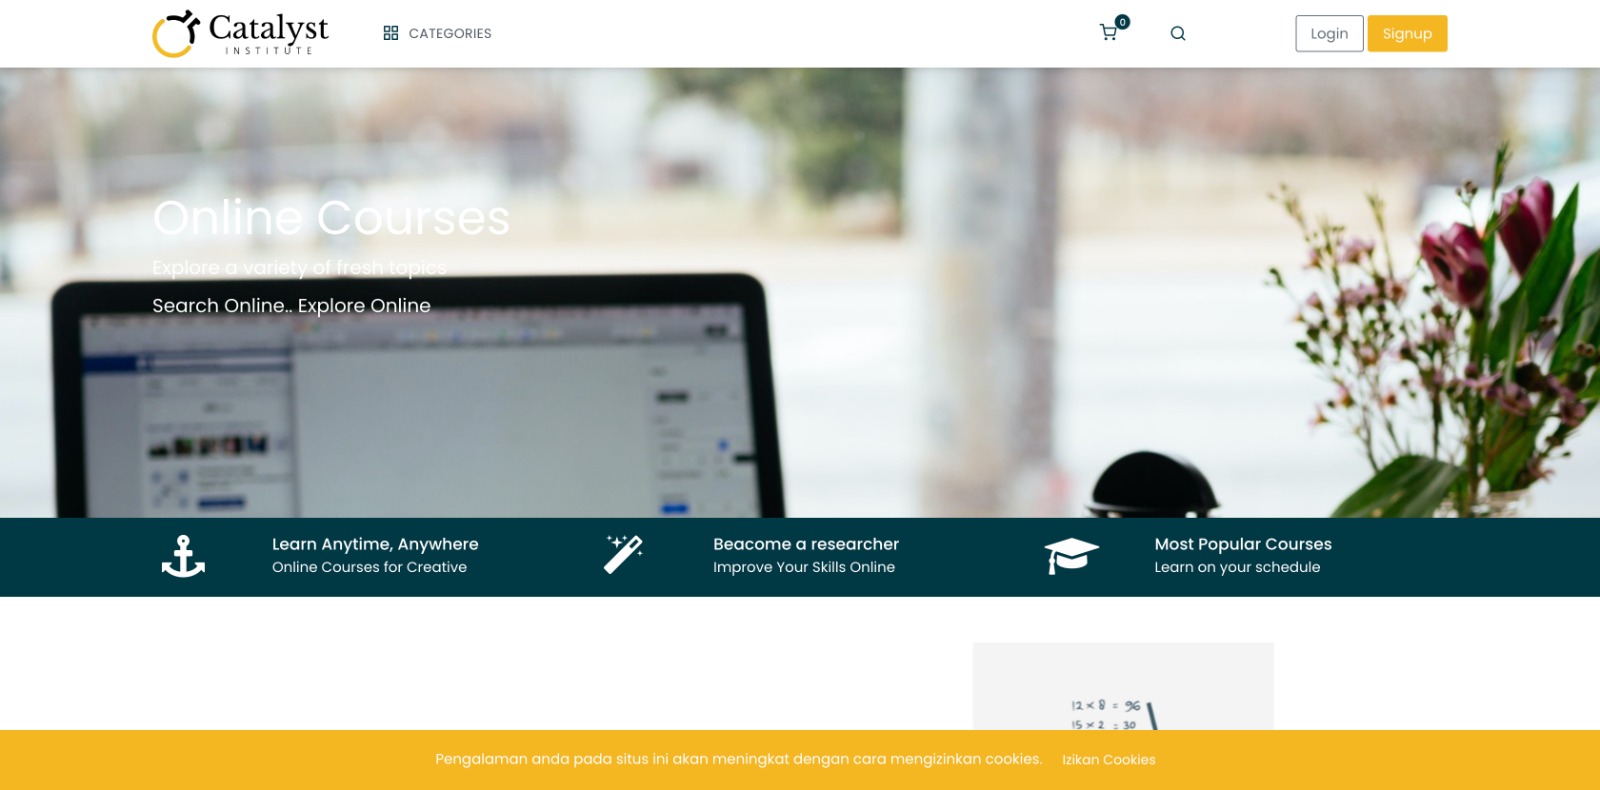 Catalyst
INSTITUTE
CATEGORIES
0
Login
Signup
Online Courses
Explore a variety of fresh topics
Search Online.. Explore Online
Learn Anytime, Anywhere
Online Courses for Creative
Beacome a researcher
Improve Your Skills Online
Most Popular Courses
Learn on your schedule
12 × 8 = 96
15 × 2 = 30
Pengalaman anda pada situs ini akan meningkat dengan cara mengizinkan cookies.
Izikan Cookies